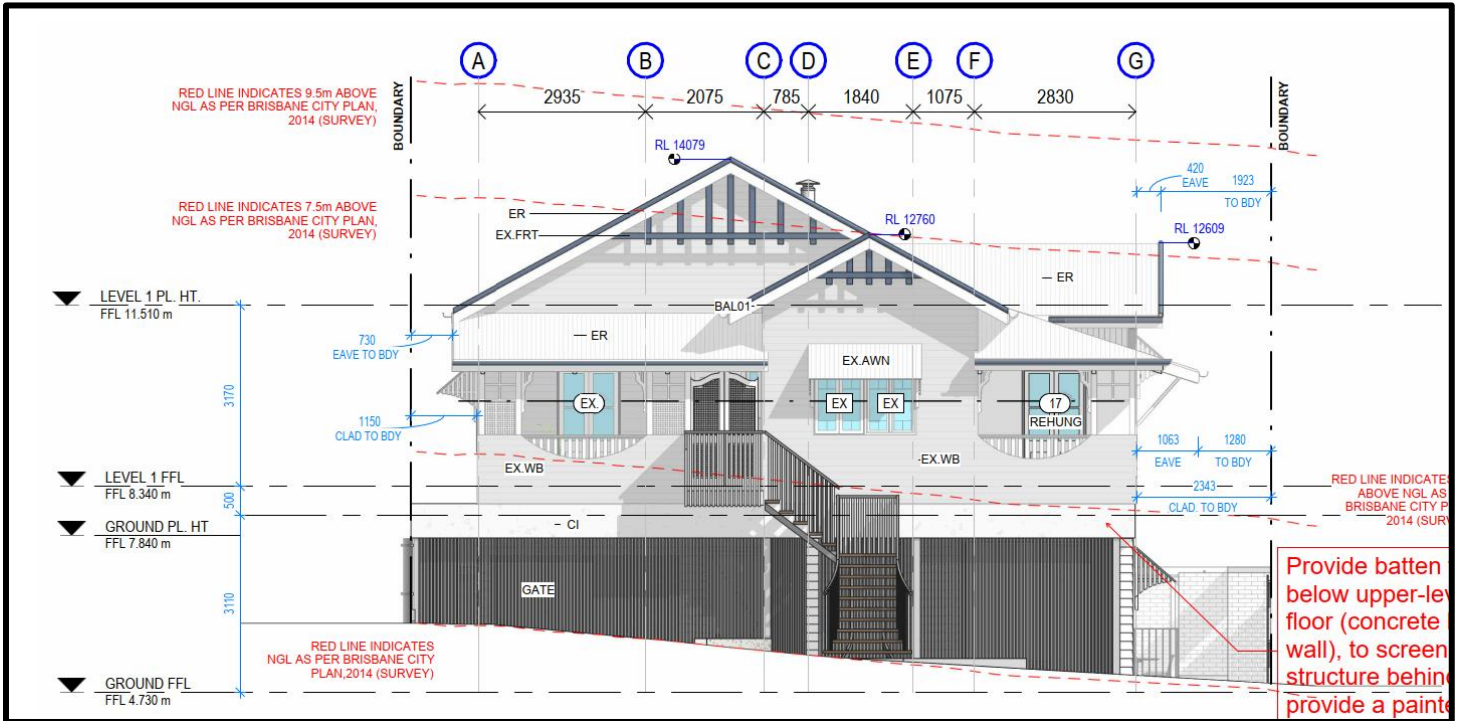 A
B
C
D
E
F
G
2935
2075
785
1840
1075
2830
BOUNDARY
BOUNDARY
RED LINE INDICATES 9.5m ABOVE
NGL AS PER BRISBANE CITY PLAN,
2014 (SURVEY)
RL 14079
420
EAVE
1923
TO BDY
RED LINE INDICATES 7.5m ABOVE
NGL AS PER BRISBANE CITY PLAN,
2014 (SURVEY)
ER
EX.FRT
RL 12760
RL 12609
ER
LEVEL 1 PL. HT.
FFL 11.510 m
BAL01
730
EAVE TO BDY
ER
EX.AWN
3170
EX.
EX
EX
17
REHUNG
1150
CLAD TO BDY
1063
EAVE
1280
TO BDY
EX.WB
EX.WB
LEVEL 1 FFL
FFL 8.340 m
2343
CLAD. TO BDY
RED LINE INDICATES
ABOVE NGL AS
BRISBANE CITY
2014
500
CI
GROUND PL. HT
FFL 7.840 m
GATE
3110
Provide batten
below upper-
floor (concrete
wall), to screen
structure
provide a
RED LINE INDICATES
NGL AS PER BRISBANE CITY
PLAN,2014 (SURVEY)
GROUND FFL
FFL 4.730 m